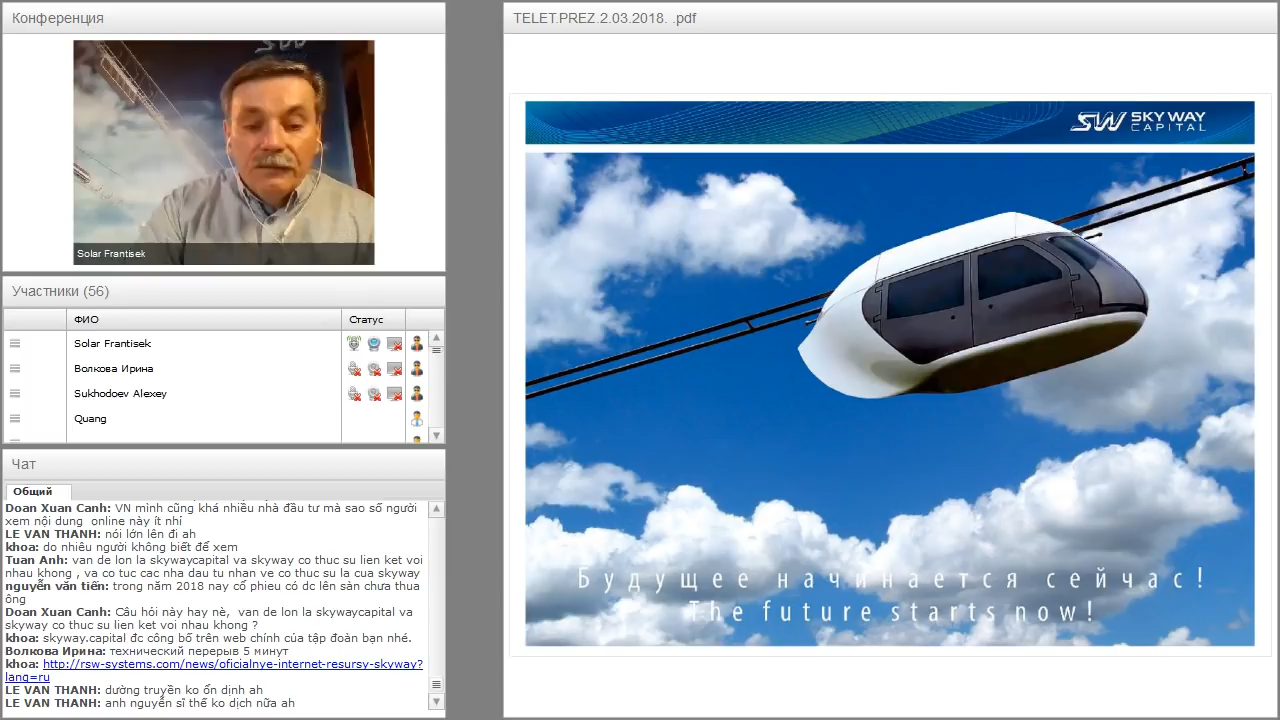 Конференция
Solar Frantisek
Участники (56)
ФИО
Статус
Solar Frantisek
Волкова Ирина
Sukhodoev Alexey
Quang
Чат
Общий
Doan Xuan Canh: VN mình cũng khá nhiều nhà đầu tư mà sao số người
xem nội dung online này ít nhỉ
LE VAN THANH: nói lớn lên đi ah
khoa: do nhiêu người không biết để xem
Tuan Anh: van de lon la skywaycapital va skyway co thuc su lien ket voi
nhau khong , va co tuc cac nha dau tu nhan ve co thuc su la cua skyway
nguyễn văn tiến: trong năm 2018 nay cổ phieu có đc lên sàn chưa thưa
ông
Doan Xuan Canh: Câu hỏi này hay nè, van de lon la skywaycapital va
skyway co thuc su lien ket voi nhau khong ?
khoa: skyway.capital đc công bố trên web chính của tập đoàn bạn nhé.
Волкова Ирина: технический перерыв 5 минут
khoa: http://rsw-systems.com/news/oficialnye-internet-resursy-skyway?
lang=ru
LE VAN THANH: dường truyền ko ổn dịnh ah
LE VAN THANH: anh nguyễn sĩ thế ko dịch nữa ah
TELET.PREZ.2.03.2018. .pdf
SW SKY WAY
CAPITAL
Будущее начинается сейчас!
The future starts now!